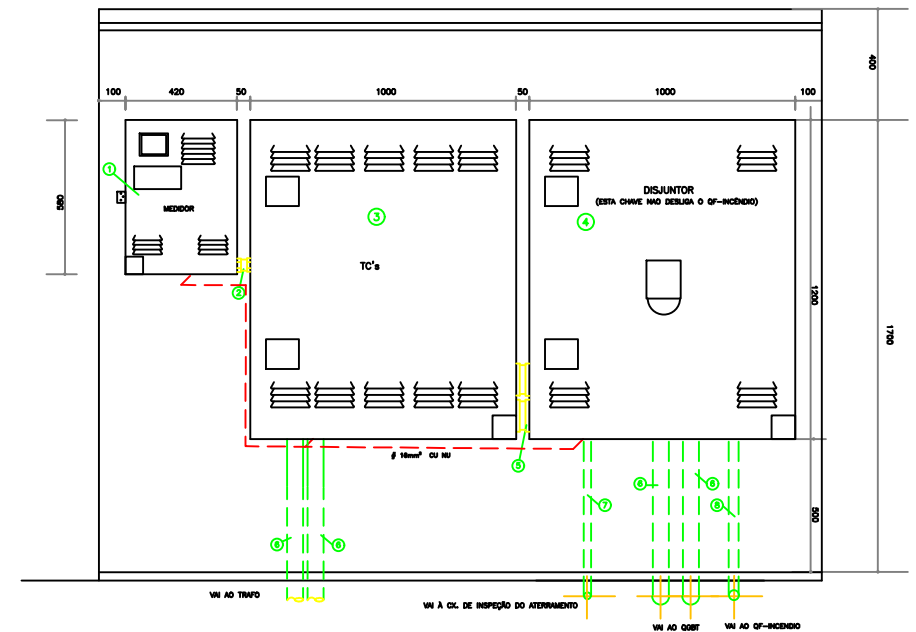 400
100 420 50 1000 50 1000 100
1
MEDIDOR
580
2
3
TC's
DISJUNTOR
(ESTA CHAVE NAO DESLIGA O QF-INCÊNDIO)
4
1200
1700
∮ 16mm² CU NU
5
6
6
7
6
6
8
500
VAI AO TRAFO
VAI À CX. DE INSPEÇÃO DO ATERRAMENTO
VAI AO QGBT
VAI AO QF-INCENDIO